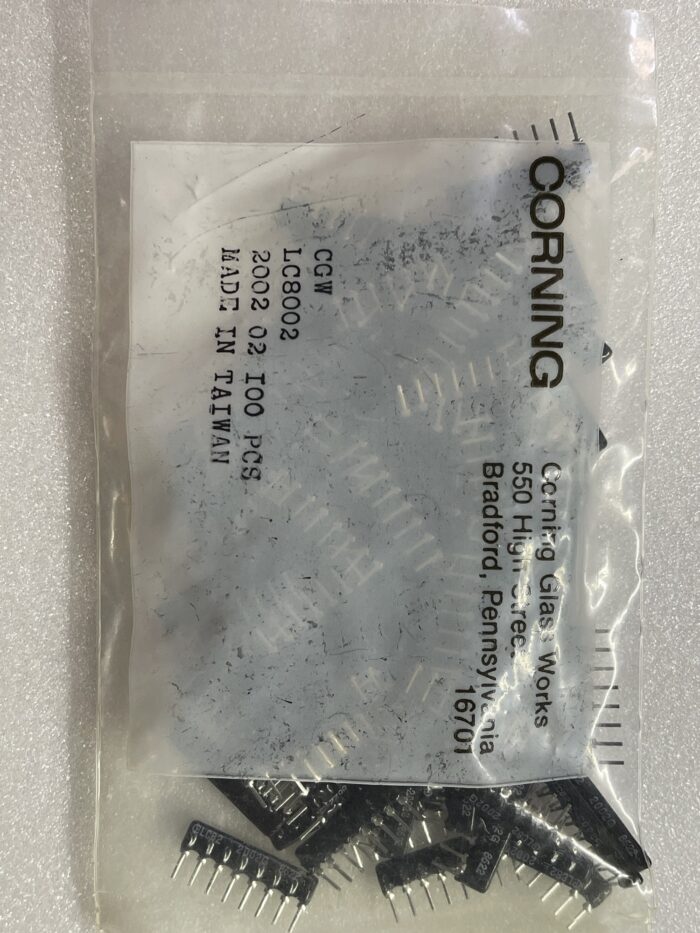 CORNING
Corning Glass Works
550 High Street
Bradford, Pennsylvania
16701
CGW
LC8002
2002 02 100 PCS
MADE IN TAIWAN